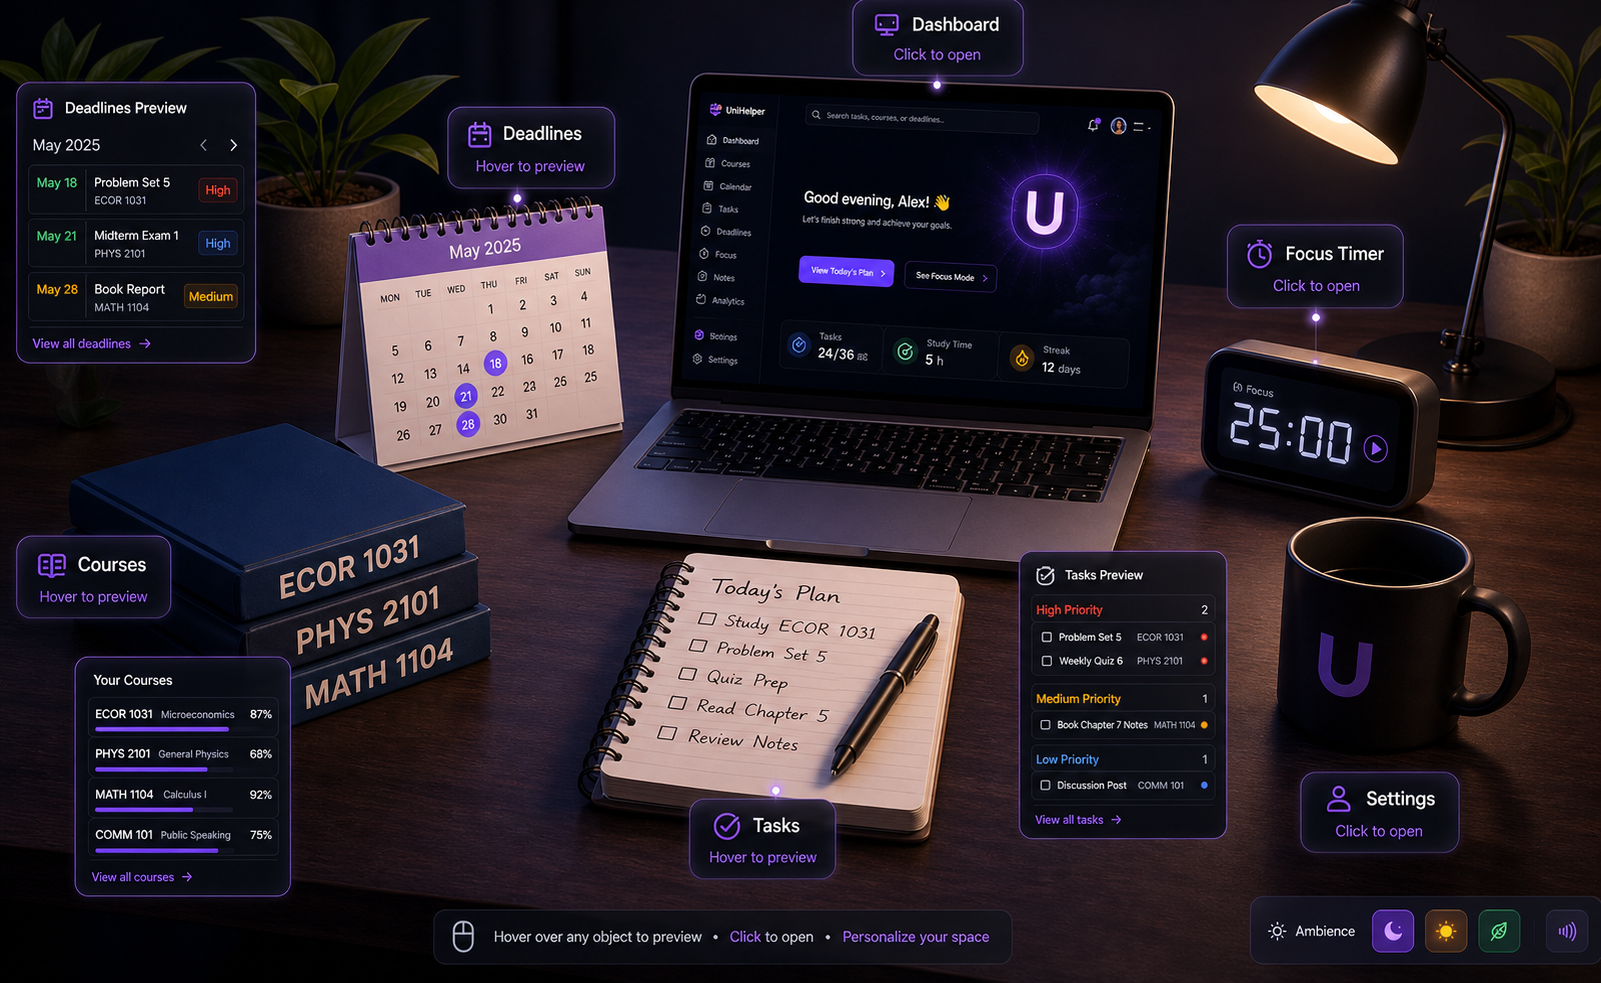 Dashboard
Click to open
Deadlines Preview
May 2025
May 18
Problem Set 5
ECOR 1031
High
May 21
Midterm Exam 1
PHYS 2101
High
May 28
Book Report
MATH 1104
Medium
View all deadlines →
Deadlines
Hover to preview
May 2025
MON TUE WED THU FRI SAT SUN
1 2 3 4
5 6 7 8 9 10 11
12 13 14 18 16 17 18
19 20 21 22 23 26 25
26 27 28 30 31
UniHelper
Search tasks, courses, or deadlines..
Dashboard
Courses
Calendar
Tasks
Deadlines
Focus
Notes
Analytics
Settings
Good evening, Alex! 👋
Let's finish strong and achieve your goals.
View Today's Plan >
See Focus Mode >
U
Tasks
24/36
Study Time
5 h
Streak
12 days
Focus Timer
Click to open
Focus
25:00
Courses
Hover to preview
ECOR 1031
PHYS 2101
MATH 1104
Your Courses
ECOR 1031 Microeconomics 87%
PHYS 2101 General Physics 68%
MATH 1104 Calculus I 92%
COMM 101 Public Speaking 75%
View all courses →
Today's Plan
Study ECOR 1031
Problem Set 5
Quiz Prep
Read Chapter 5
Review Notes
Tasks
Hover to preview
Tasks Preview
High Priority 2
Problem Set 5 ECOR 1031
Weekly Quiz 6 PHYS 2101
Medium Priority 1
Book Chapter 7 Notes MATH 1104
Low Priority 1
Discussion Post COMM 101
View all tasks →
U
Settings
Click to open
Hover over any object to preview • Click to open • Personalize your space
Ambience